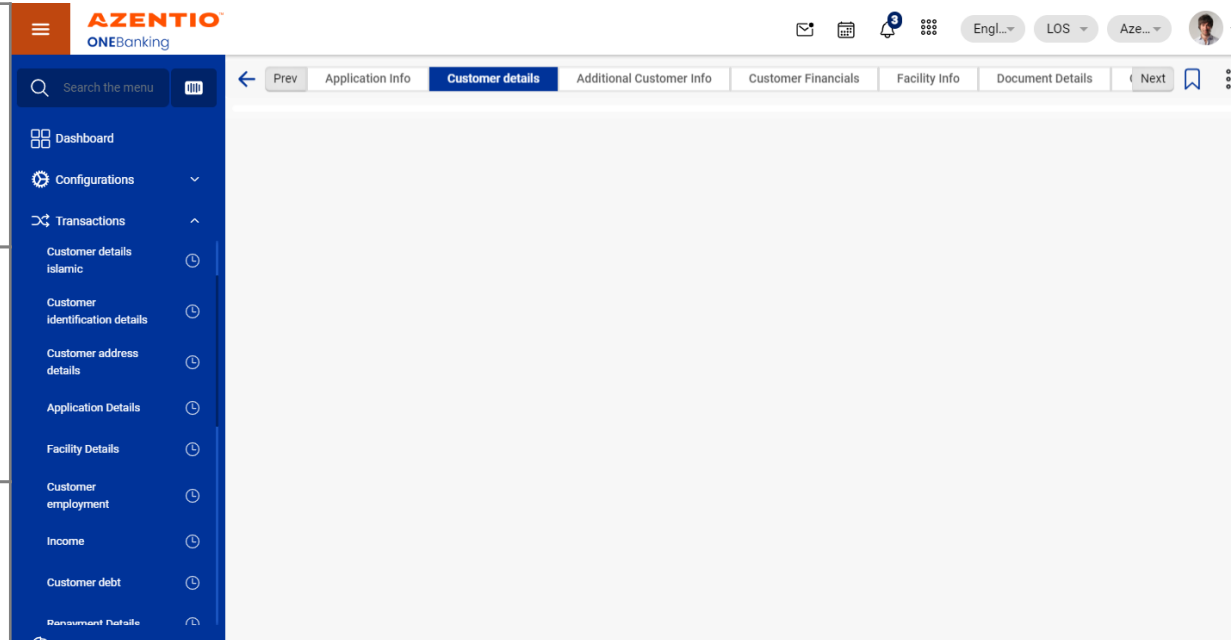 AZENTIO
ONEBanking
3
Engl...
LOS
Aze...
Search the menu
Prev
Application Info
Customer details
Additional Customer Info
Customer Financials
Facility Info
Document Details
Next
Dashboard
Configurations
Transactions
Customer details
islamic
Customer
identification details
Customer address
details
Application Details
Facility Details
Customer
employment
Income
Customer debt
Repayment Details